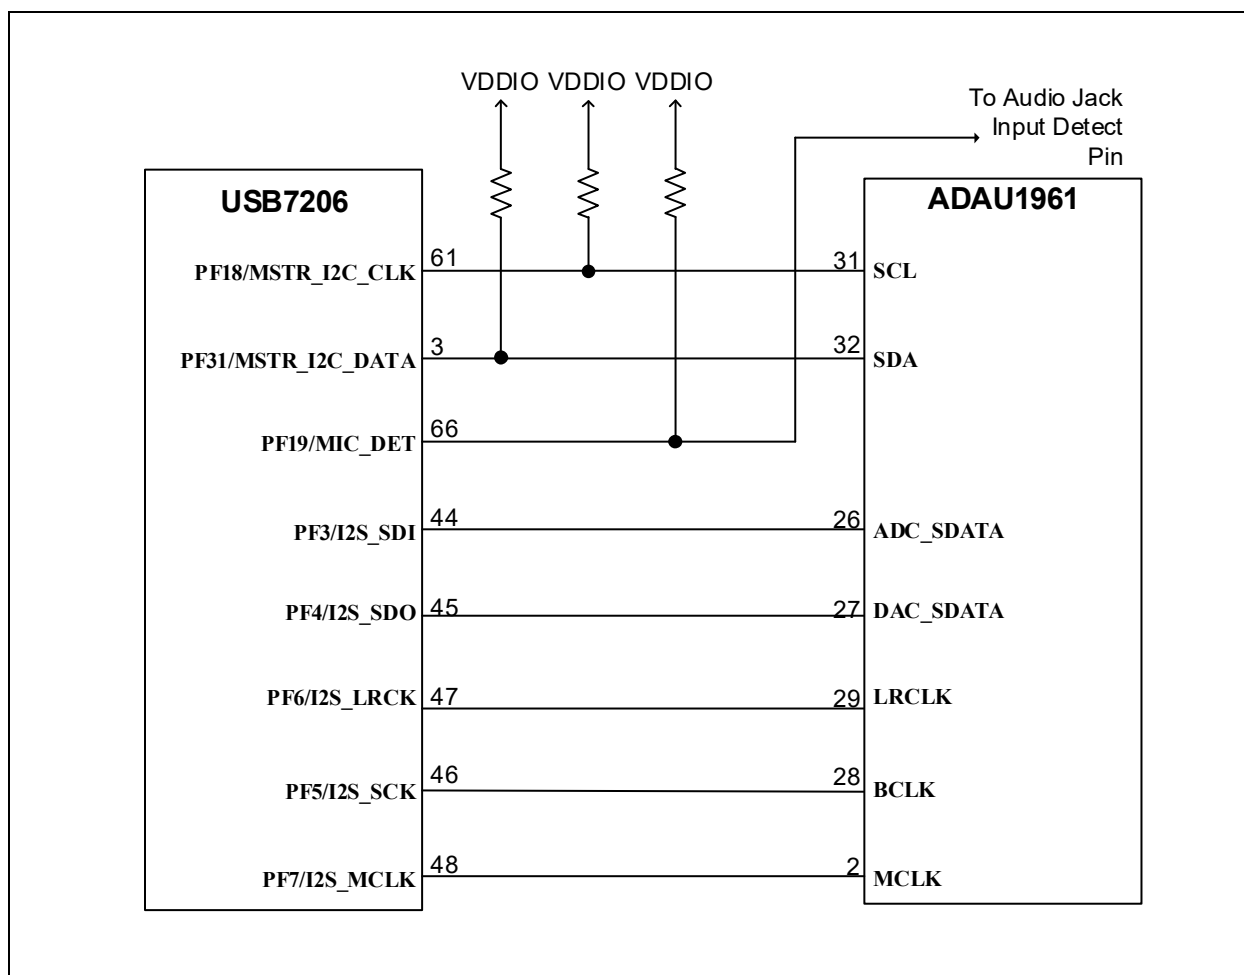 VDDIO VDDIO VDDIO
To Audio Jack
Input Detect
Pin
USB7206
ADAU1961
PF18/MSTR_I2C_CLK 61 31 SCL
PF31/MSTR_I2C_DATA 3 32 SDA
PF19/MIC_DET 66
PF3/I2S_SDI 44 26 ADC_SDATA
PF4/I2S_SDO 45 27 DAC_SDATA
PF6/I2S_LRCK 47 29 LRCLK
PF5/I2S_SCK 46 28 BCLK
PF7/I2S_MCLK 48 2 MCLK